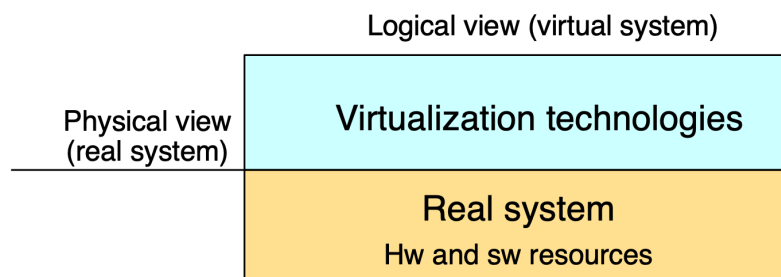 Logical view (virtual system)
Virtualization technologies
Physical view
(real system)
Real system
Hw and sw resources